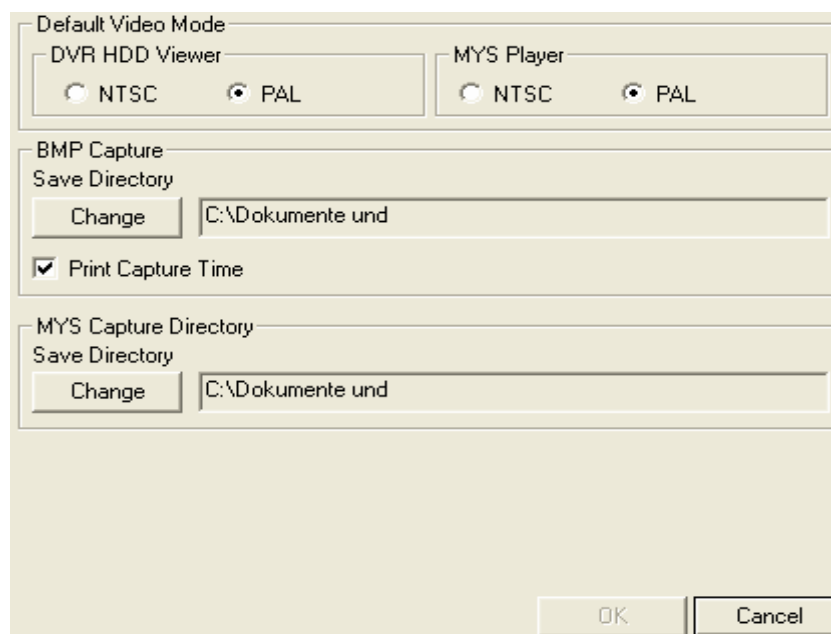 Default Video Mode
DVR HDD Viewer
NTSC PAL
MYS Player
NTSC PAL
BMP Capture
Save Directory
Change C:\Dokumente und
Print Capture Time
MYS Capture Directory
Save Directory
Change C:\Dokumente und
OK Cancel